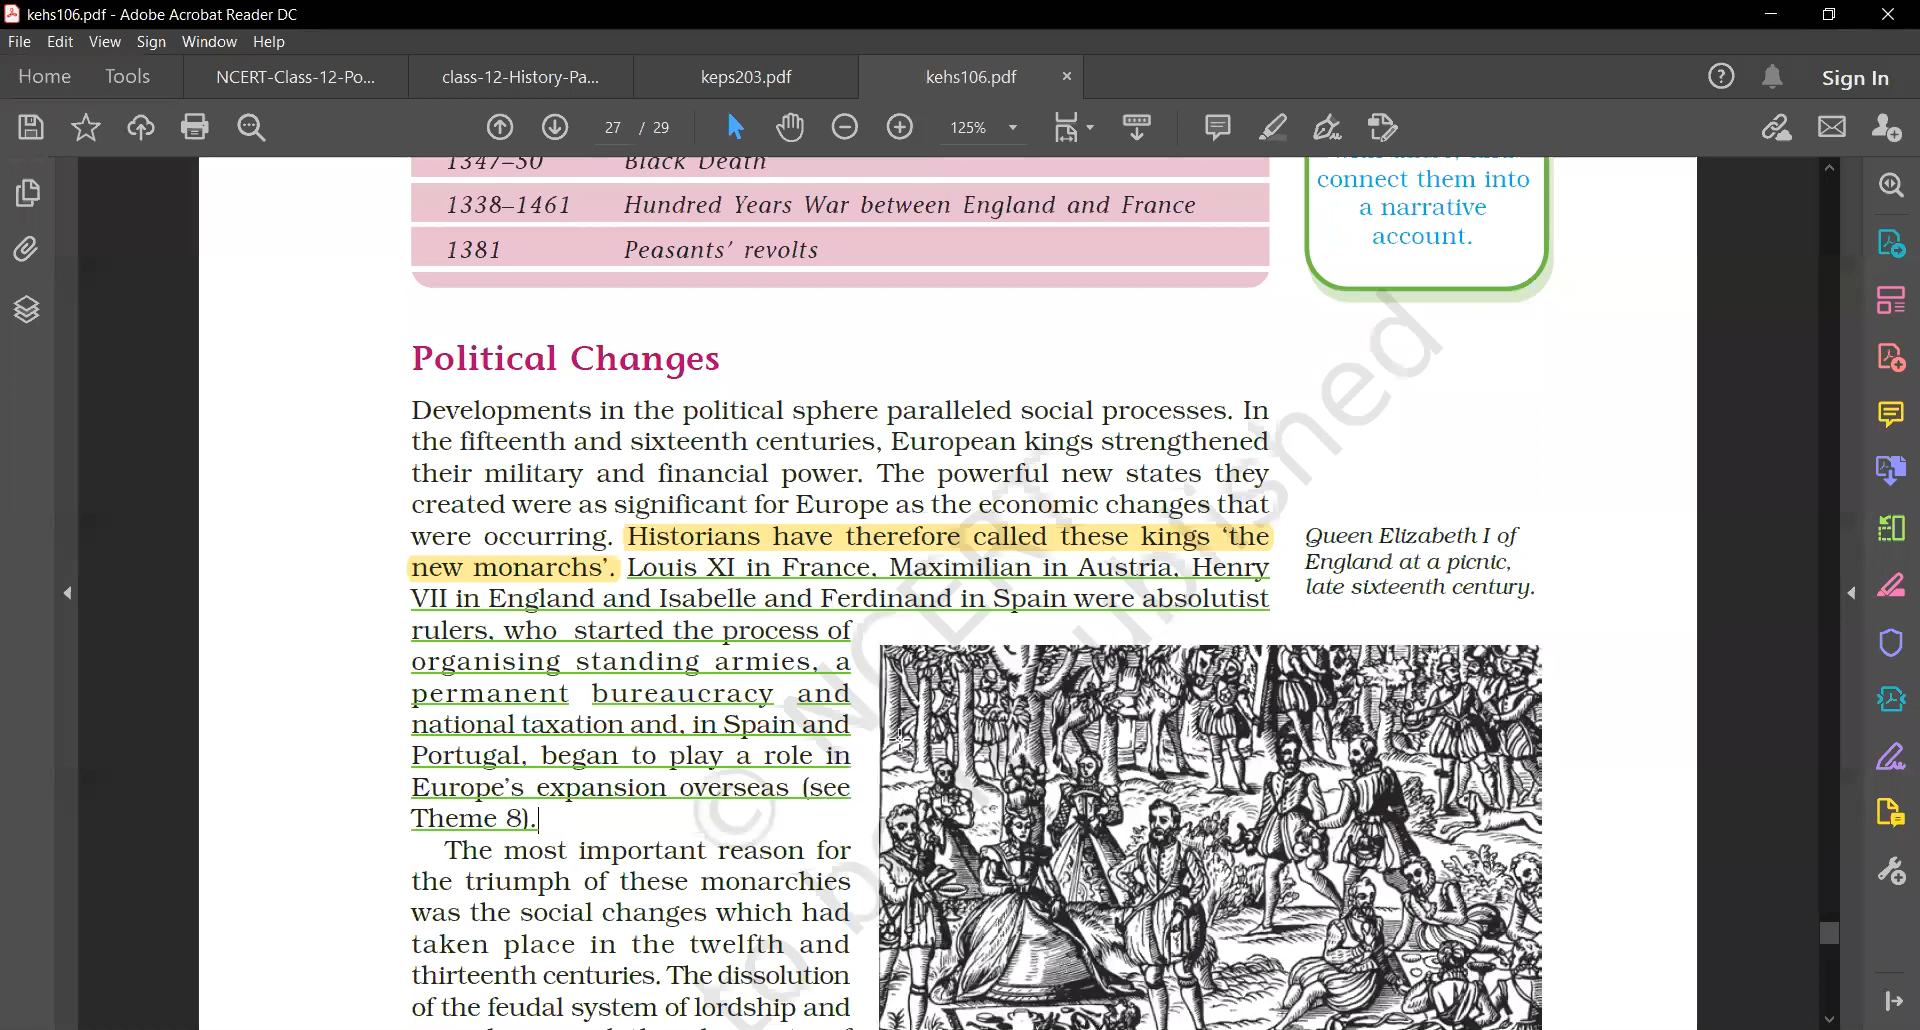 kehs106.pdf - Adobe Acrobat Reader DC
File Edit View Sign Window Help
Home Tools NCERT-Class-12-Po... class-12-History-Pa... keps203.pdf kehs106.pdf × ? Sign In
27 / 29 125%
1347–50 Black Death
1338–1461 Hundred Years War between England and France
1381 Peasants' revolts
connect them into
a narrative
account.
Political Changes
Developments in the political sphere paralleled social processes. In
the fifteenth and sixteenth centuries, European kings strengthened
their military and financial power. The powerful new states they
created were as significant for Europe as the economic changes that
were occurring. Historians have therefore called these kings 'the
new monarchs'. Louis XI in France, Maximilian in Austria, Henry
VII in England and Isabelle and Ferdinand in Spain were absolutist
rulers, who started the process of
organising standing armies, a
permanent bureaucracy and
national taxation and, in Spain and
Portugal, began to play a role in
Europe's expansion overseas (see
Theme 8).
The most important reason for
the triumph of these monarchies
was the social changes which had
taken place in the twelfth and
thirteenth centuries. The dissolution
of the feudal system of lordship and
Queen Elizabeth I of
England at a picnic,
late sixteenth century.
© NCERT